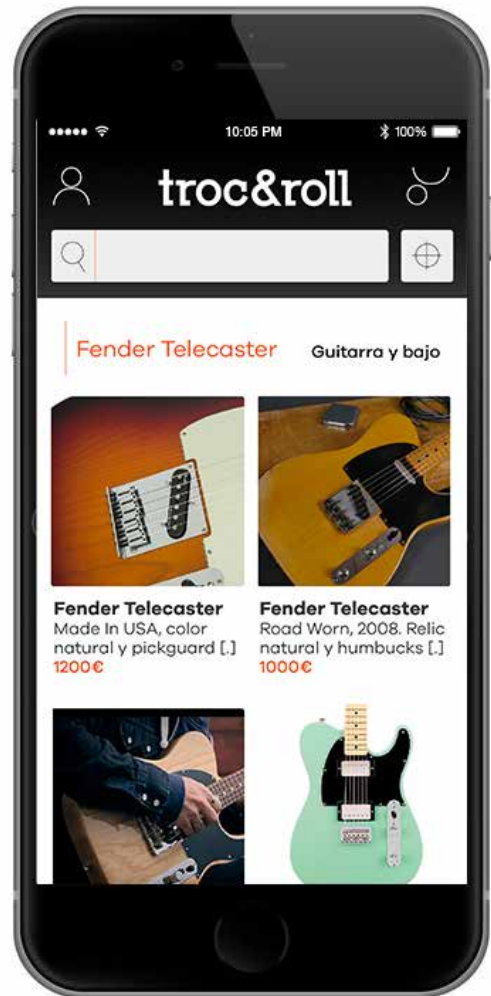 10:05 PM
100%
troc&roll
Fender Telecaster
Guitarra y bajo
Fender Telecaster
Made In USA, color
natural y pickguard [.]
1200€
Fender Telecaster
Road Worn, 2008. Relic
natural y humbucks [.]
1000€